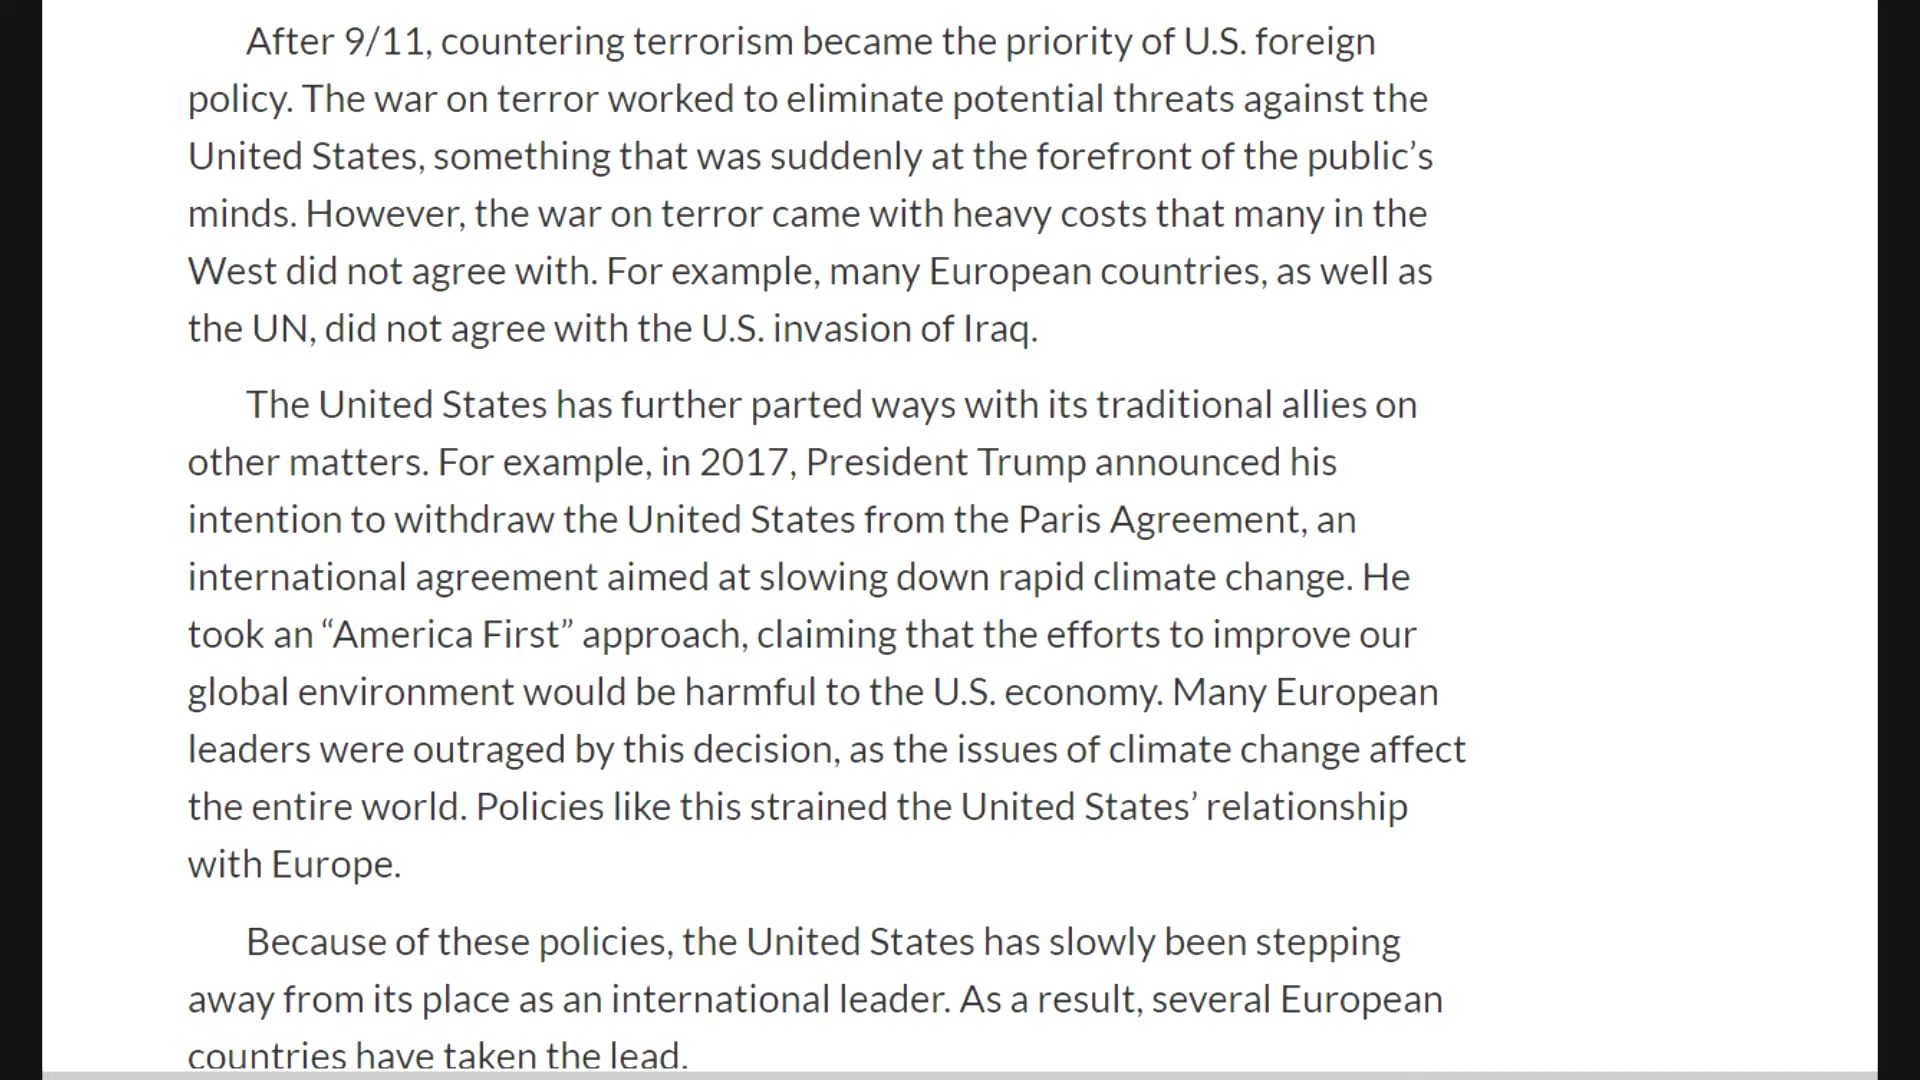 After 9/11, countering terrorism became the priority of U.S. foreign
policy. The war on terror worked to eliminate potential threats against the
United States, something that was suddenly at the forefront of the public’s
minds. However, the war on terror came with heavy costs that many in the
West did not agree with. For example, many European countries, as well as
the UN, did not agree with the U.S. invasion of Iraq.
The United States has further parted ways with its traditional allies on
other matters. For example, in 2017, President Trump announced his
intention to withdraw the United States from the Paris Agreement, an
international agreement aimed at slowing down rapid climate change. He
took an “America First” approach, claiming that the efforts to improve our
global environment would be harmful to the U.S. economy. Many European
leaders were outraged by this decision, as the issues of climate change affect
the entire world. Policies like this strained the United States’ relationship
with Europe.
Because of these policies, the United States has slowly been stepping
away from its place as an international leader. As a result, several European
countries have taken the lead.